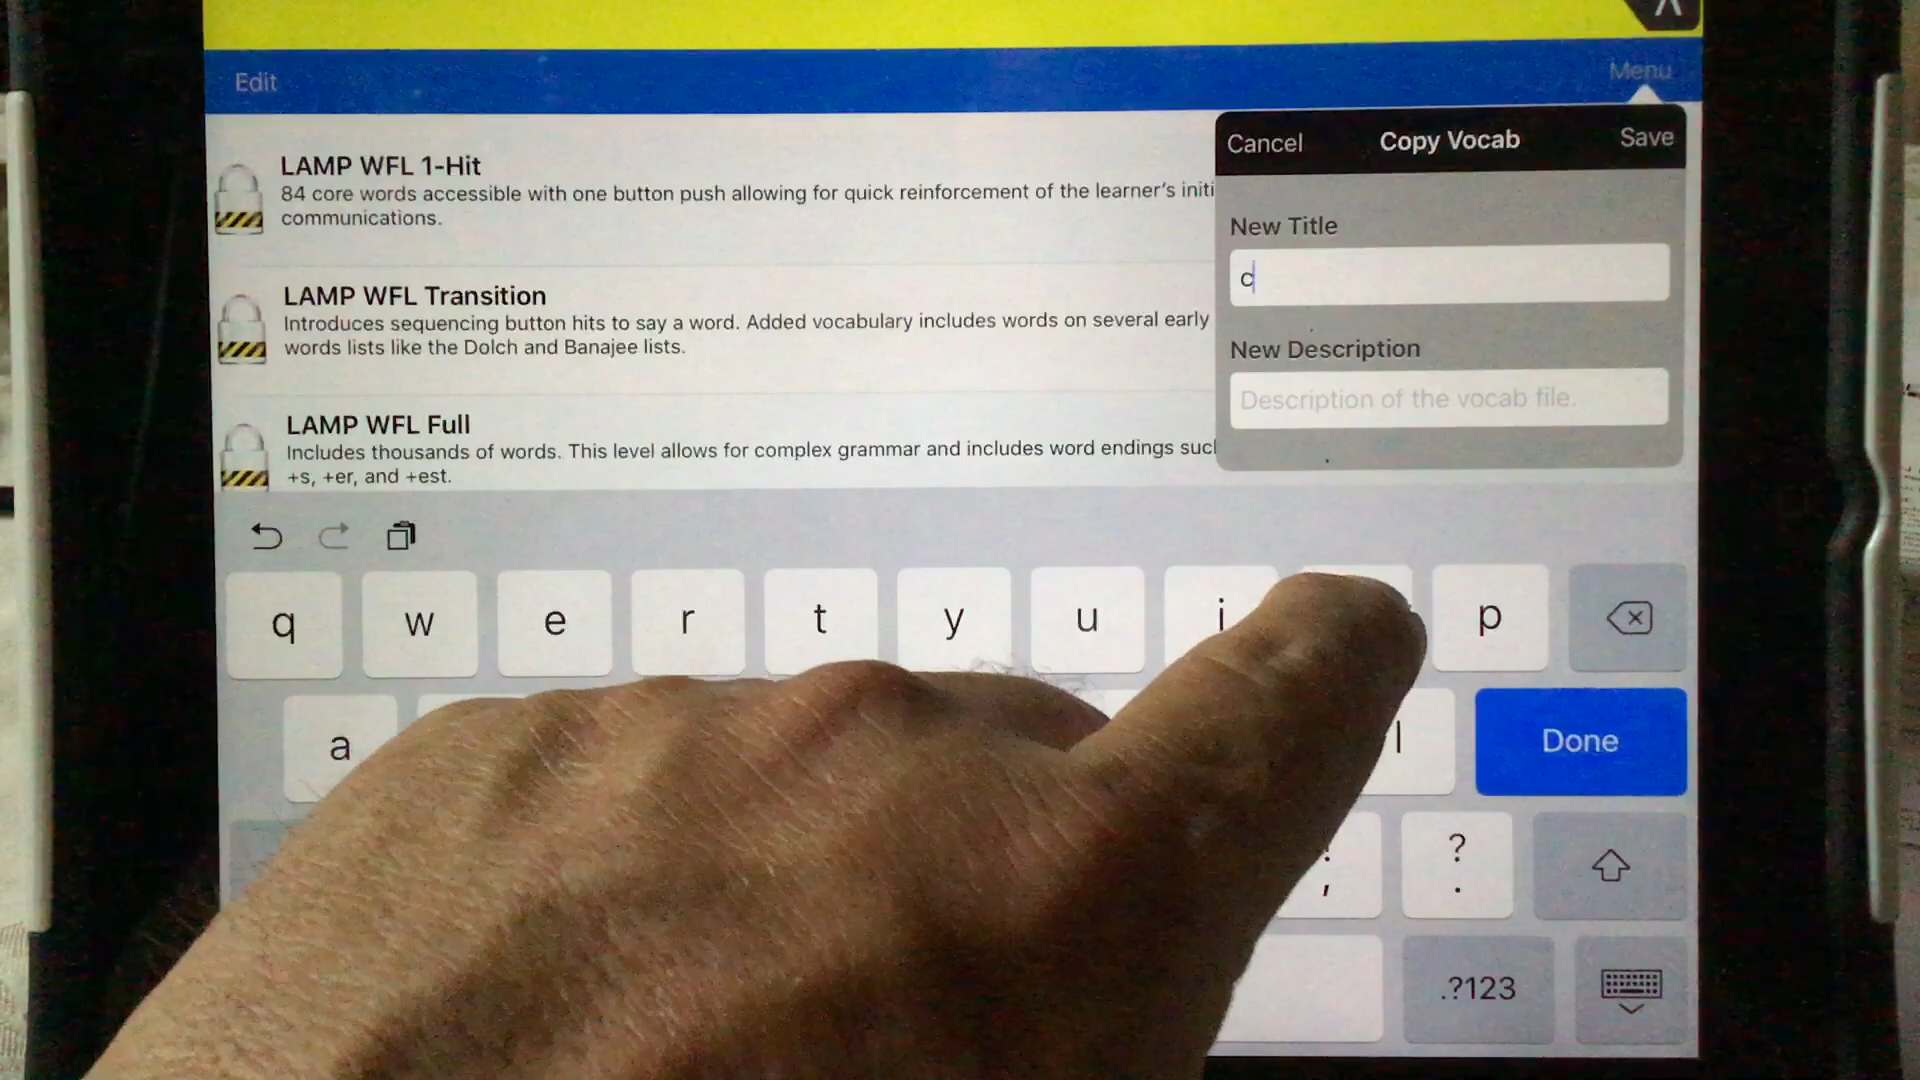 Edit
Menu
Cancel
Copy Vocab
Save
LAMP WFL 1-Hit
84 core words accessible with one button push allowing for quick reinforcement of the learner's
communications.
New Title
c
LAMP WFL Transition
Introduces sequencing button hits to say a word. Added vocabulary includes words on several early
words lists like the Dolch and Banajee lists.
New Description
Description of the vocab file.
LAMP WFL Full
Includes thousands of words. This level allows for complex grammar and includes word endings
+s, +er, and +est.
q w e r t y u i p
a l Done
! ,
? .
.?123